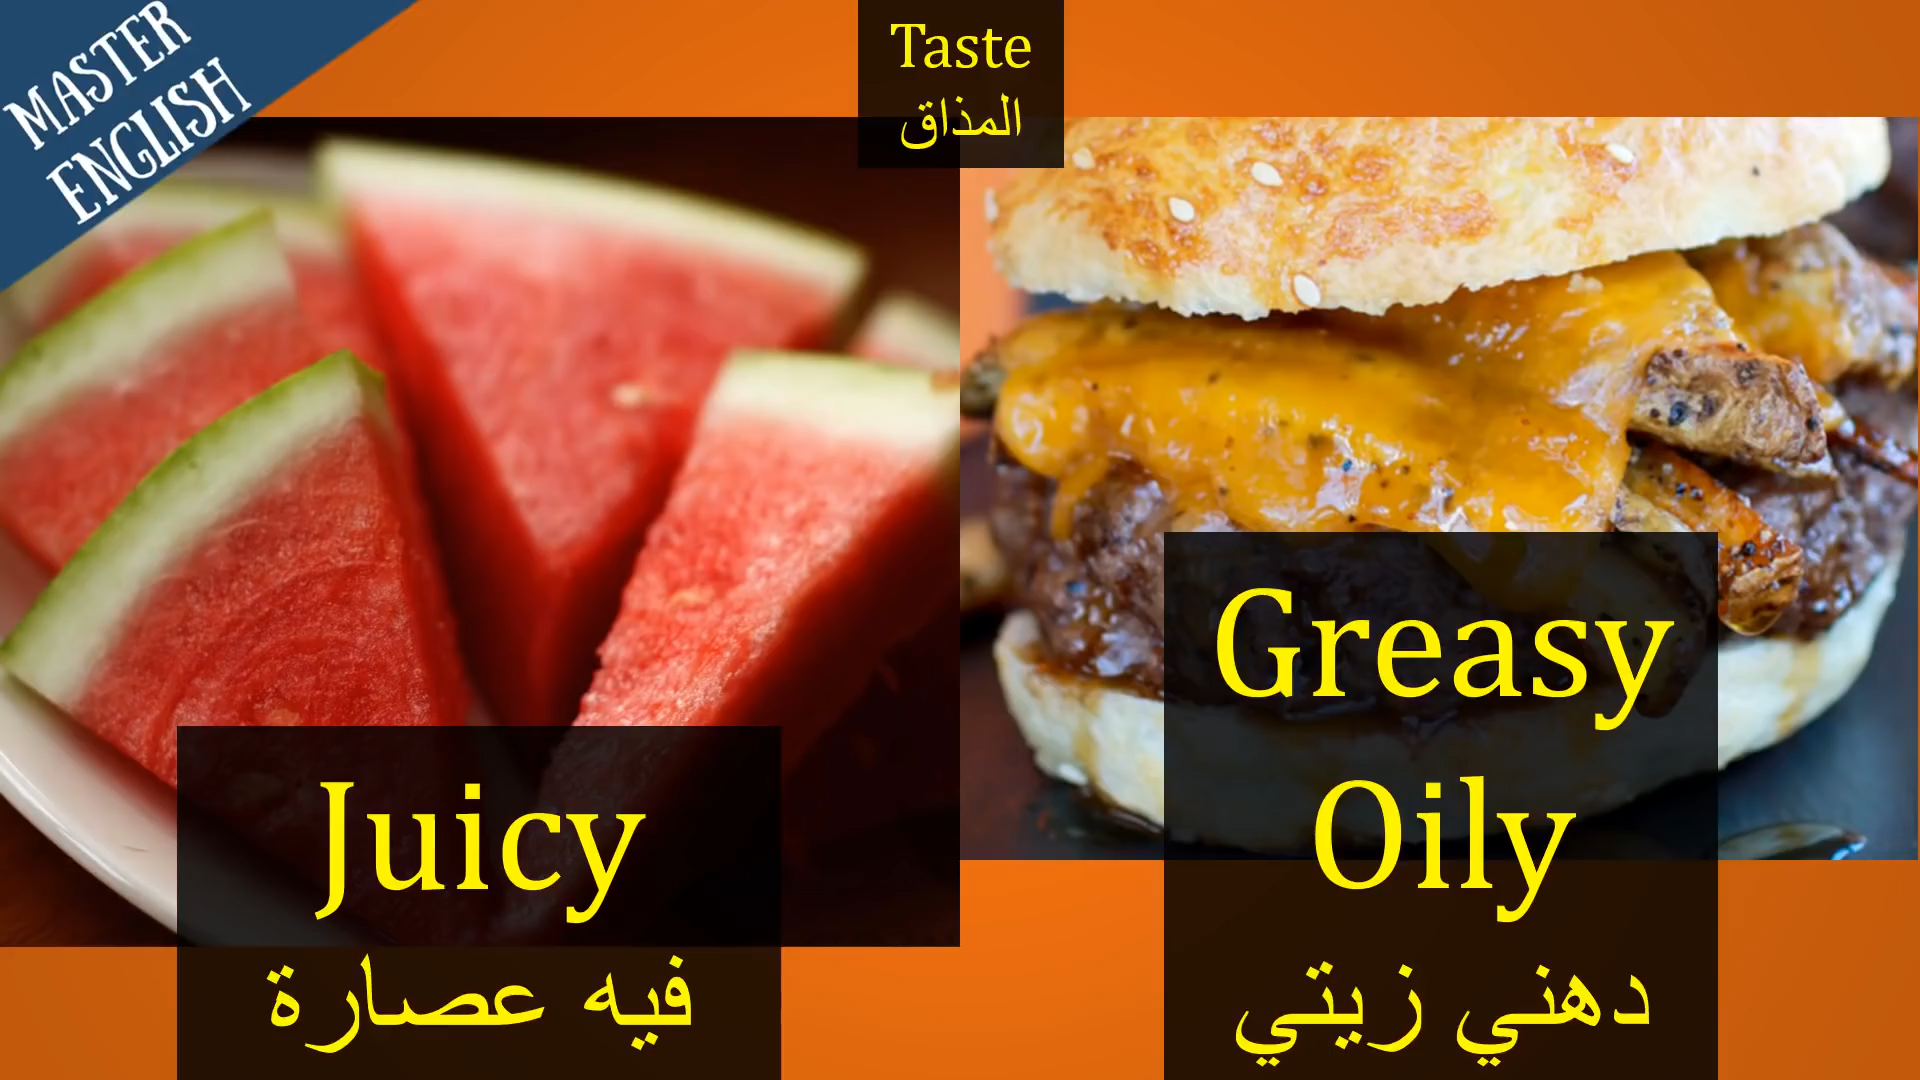 MASTER
ENGLISH
Taste
المذاق
Juicy
فيه عصارة
Greasy
Oily
دهني زيتي